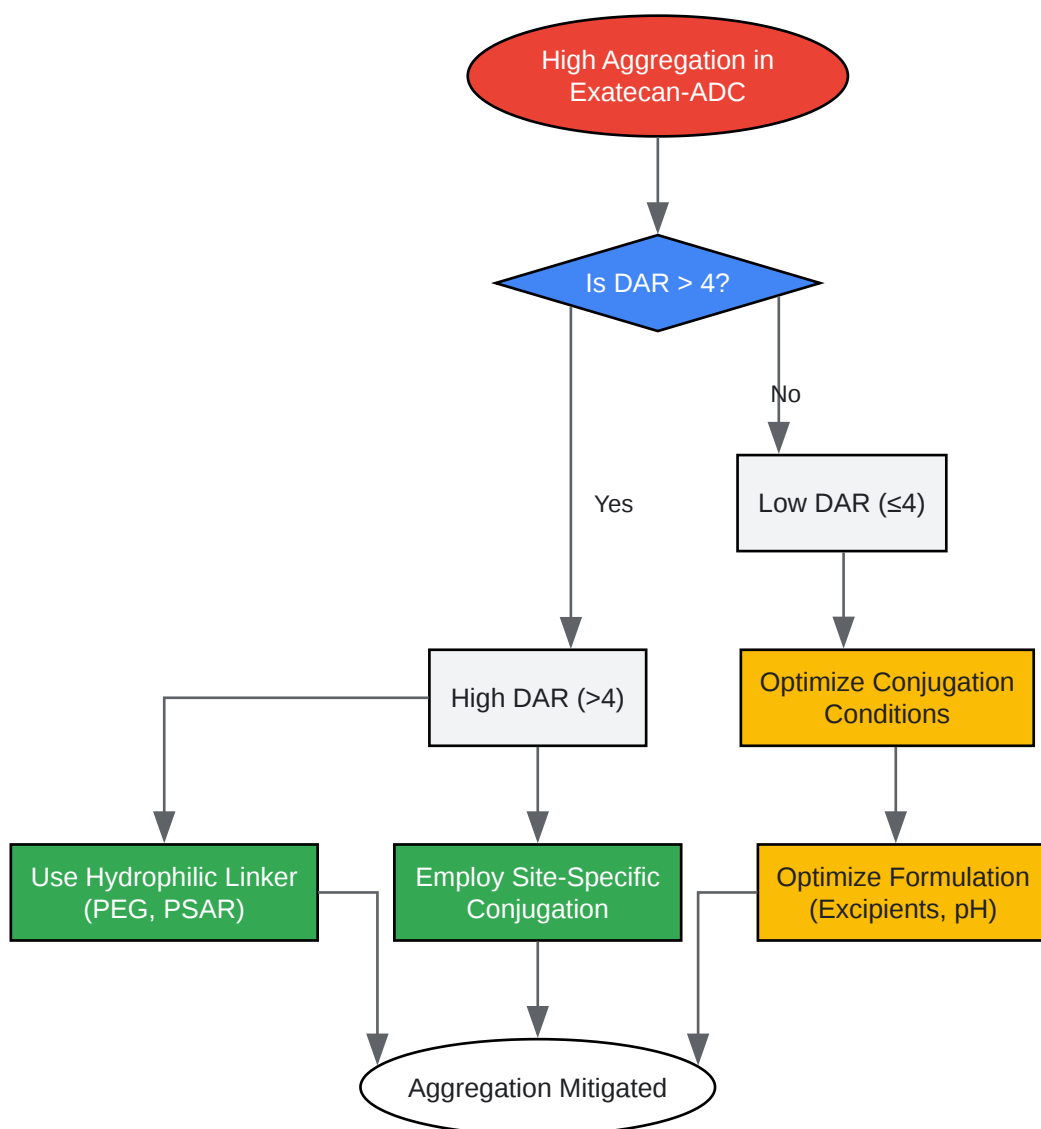 High Aggregation in
Exatecan-ADC
Is DAR > 4?
No
Low DAR (≤4)
Yes
High DAR (>4)
Optimize Conjugation
Conditions
Use Hydrophilic Linker
(PEG, PSAR)
Employ Site-Specific
Conjugation
Optimize Formulation
(Excipients, pH)
Aggregation Mitigated